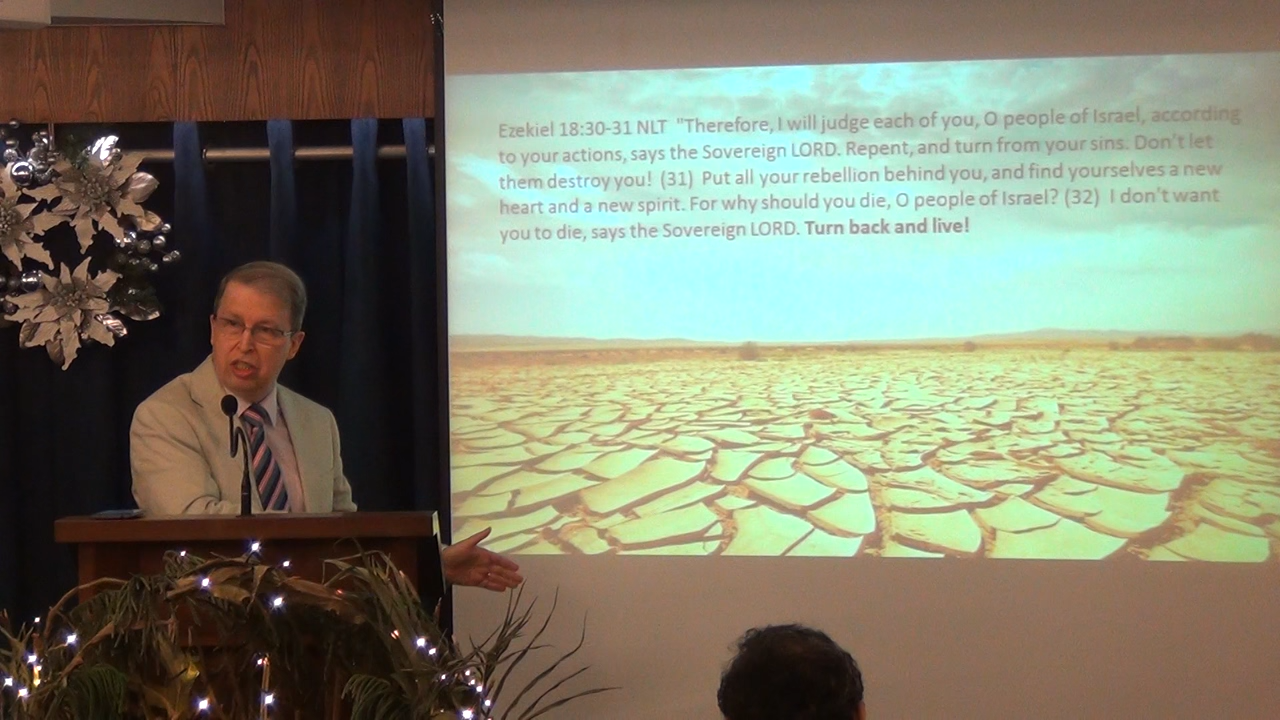 Ezekiel 18:30-31 NLT  "Therefore, I will judge each of you, O people of Israel, according
to your actions, says the Sovereign LORD. Repent, and turn from your sins. Don't let
them destroy you!  (31)  Put all your rebellion behind you, and find yourselves a new
heart and a new spirit. For why should you die, O people of Israel? (32)  I don't want
you to die, says the Sovereign LORD. Turn back and live!